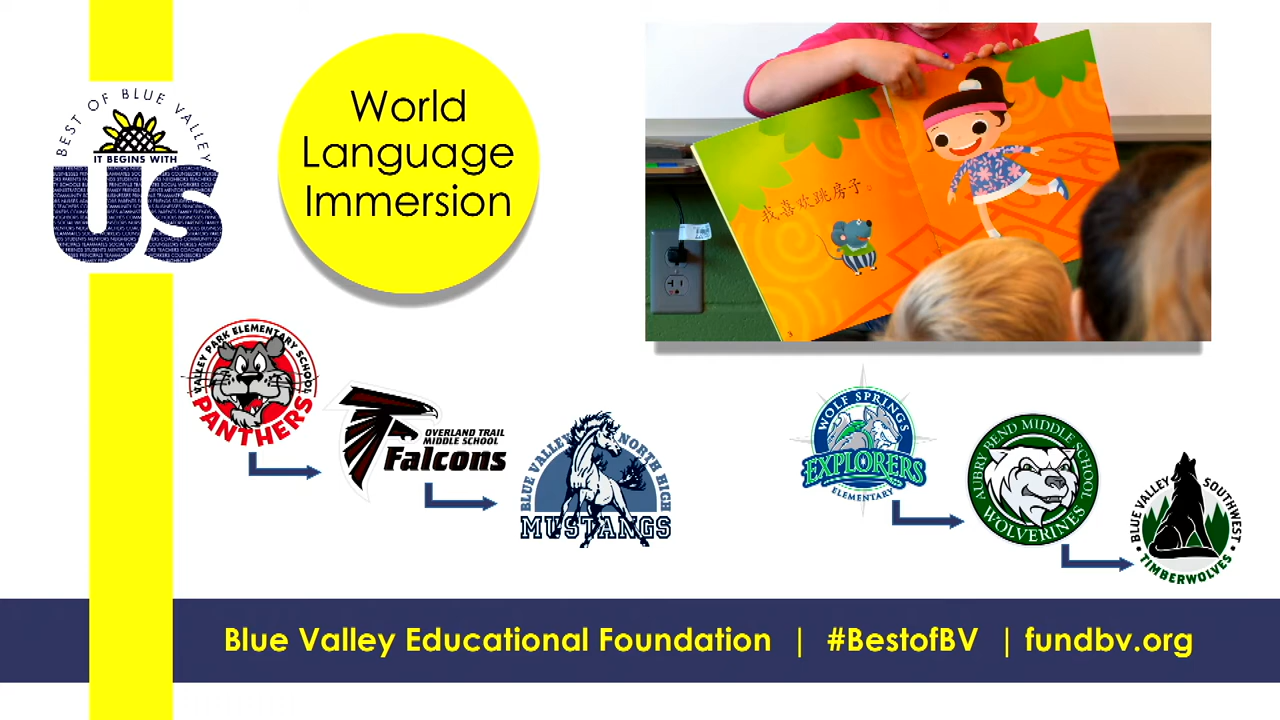 BEST OF BLUE VALLEY
IT BEGINS WITH
US
World
Language
Immersion
我喜欢跳房子。
3
VALLEY PARK ELEMENTARY SCHOOL
PANTHERS
OVERLAND TRAIL
MIDDLE SCHOOL
Falcons
BLUE VALLEY NORTH HIGH
MUSTANGS
WOLF SPRINGS
EXPLORERS
ELEMENTARY
AUBRY BEND MIDDLE SCHOOL
WOLVERINES
BLUE VALLEY SOUTHWEST
• TIMBERWOLVES •
Blue Valley Educational Foundation | #BestofBV | fundbv.org